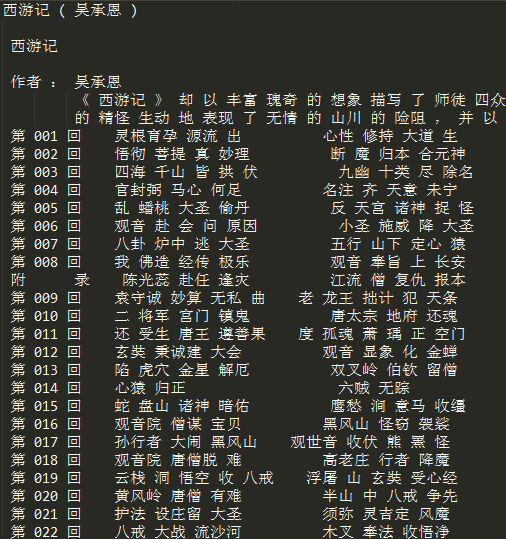 西游记 ( 吴承恩 )
西游记
作者 : 吴承恩
《 西游记 》 却 以 丰富 瑰奇 的 想象 描写 了 师徒 四众
的 精怪 生动 地 表现 了 无情 的 山川 的 险阻 , 并 以
第 001 回 灵根育孕 源流 出 心性 修持 大道 生
第 002 回 悟彻 菩提 真 妙理 断 魔 归本 合元神
第 003 回 四海 千山 皆 拱 伏 九幽 十类 尽 除名
第 004 回 官封弼 马心 何足 名注 齐 天意 未宁
第 005 回 乱 蟠桃 大圣 偷丹 反 天宫 诸神 捉 怪
第 006 回 观音 赴 会 问 原因 小圣 施威 降 大圣
第 007 回 八卦 炉中 逃 大圣 五行 山下 定心 猿
第 008 回 我 佛造 经传 极乐 观音 奉旨 上 长安
附 录 陈光蕊 赴任 逢灾 江流 僧 复仇 报本
第 009 回 袁守诚 妙算 无私 曲 老 龙王 拙计 犯 天条
第 010 回 二 将军 宫门 镇鬼 唐太宗 地府 还魂
第 011 回 还 受生 唐王 遵善果 度 孤魂 萧 瑀 正 空门
第 012 回 玄奘 秉诚建 大会 观音 显象 化 金蝉
第 013 回 陷 虎穴 金星 解厄 双叉岭 伯钦 留僧
第 014 回 心猿 归正 六贼 无踪
第 015 回 蛇 盘山 诸神 暗佑 鹰愁 涧 意马 收缰
第 016 回 观音院 僧谋 宝贝 黑风山 怪窃 袈裟
第 017 回 孙行者 大闹 黑风山 观世音 收伏 熊 罴 怪
第 018 回 观音院 唐僧脱 难 高老庄 行者 降魔
第 019 回 云栈 洞 悟空 收 八戒 浮屠 山 玄奘 受心经
第 020 回 黄风岭 唐僧 有难 半山 中 八戒 争先
第 021 回 护法 设庄留 大圣 须弥 灵吉定 风魔
第 022 回 八戒 大战 流沙河 木叉 奉法 收悟净